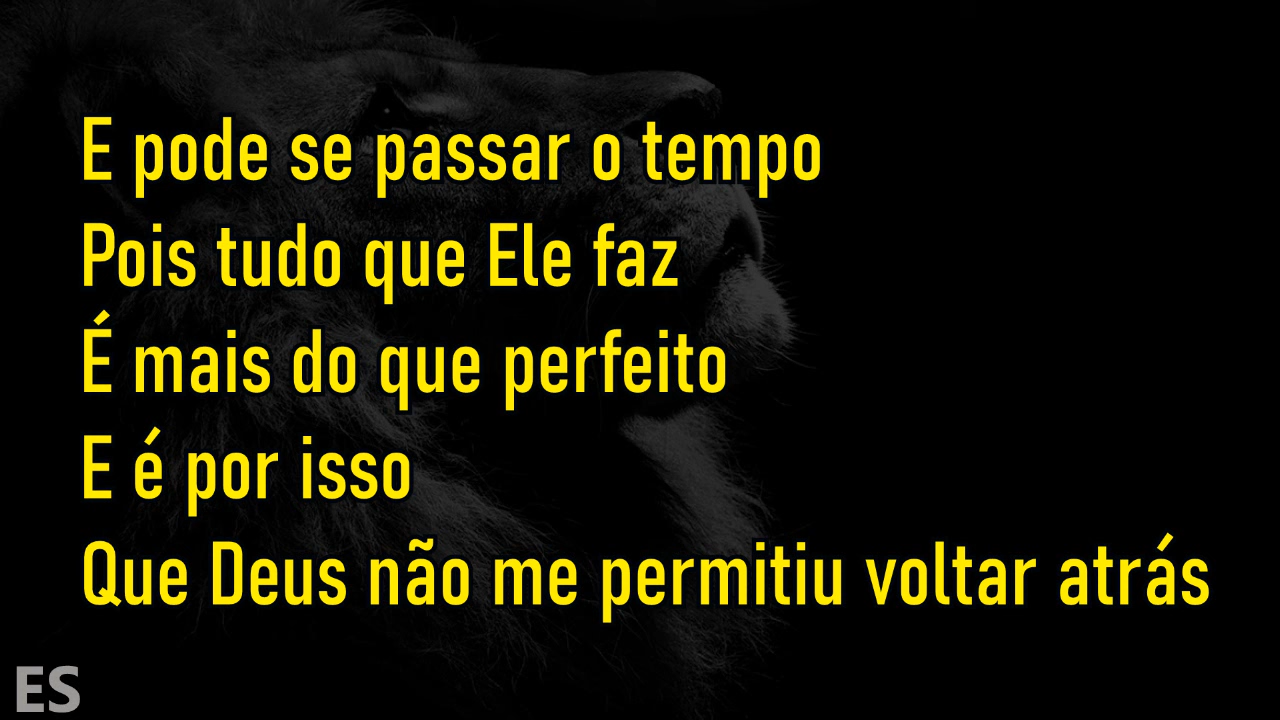 E pode se passar o tempo
Pois tudo que Ele faz
É mais do que perfeito
E é por isso
Que Deus não me permitiu voltar atrás
ES